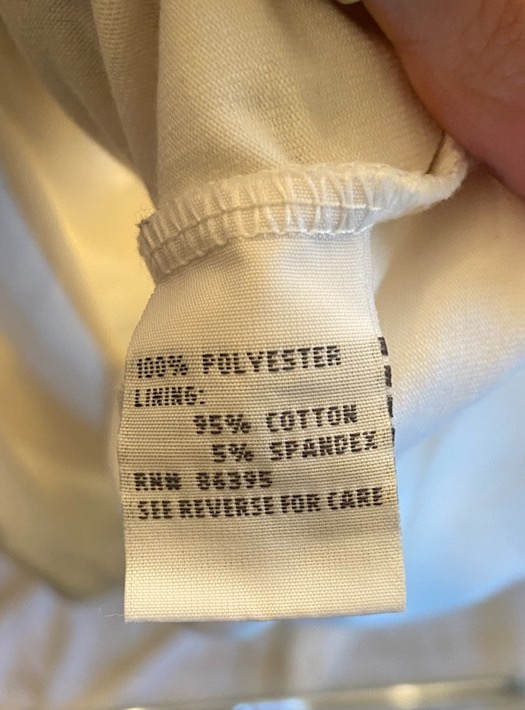 100% POLYESTER
LINING:
95% COTTON
5% SPANDEX
RN# 86395
SEE REVERSE FOR CARE